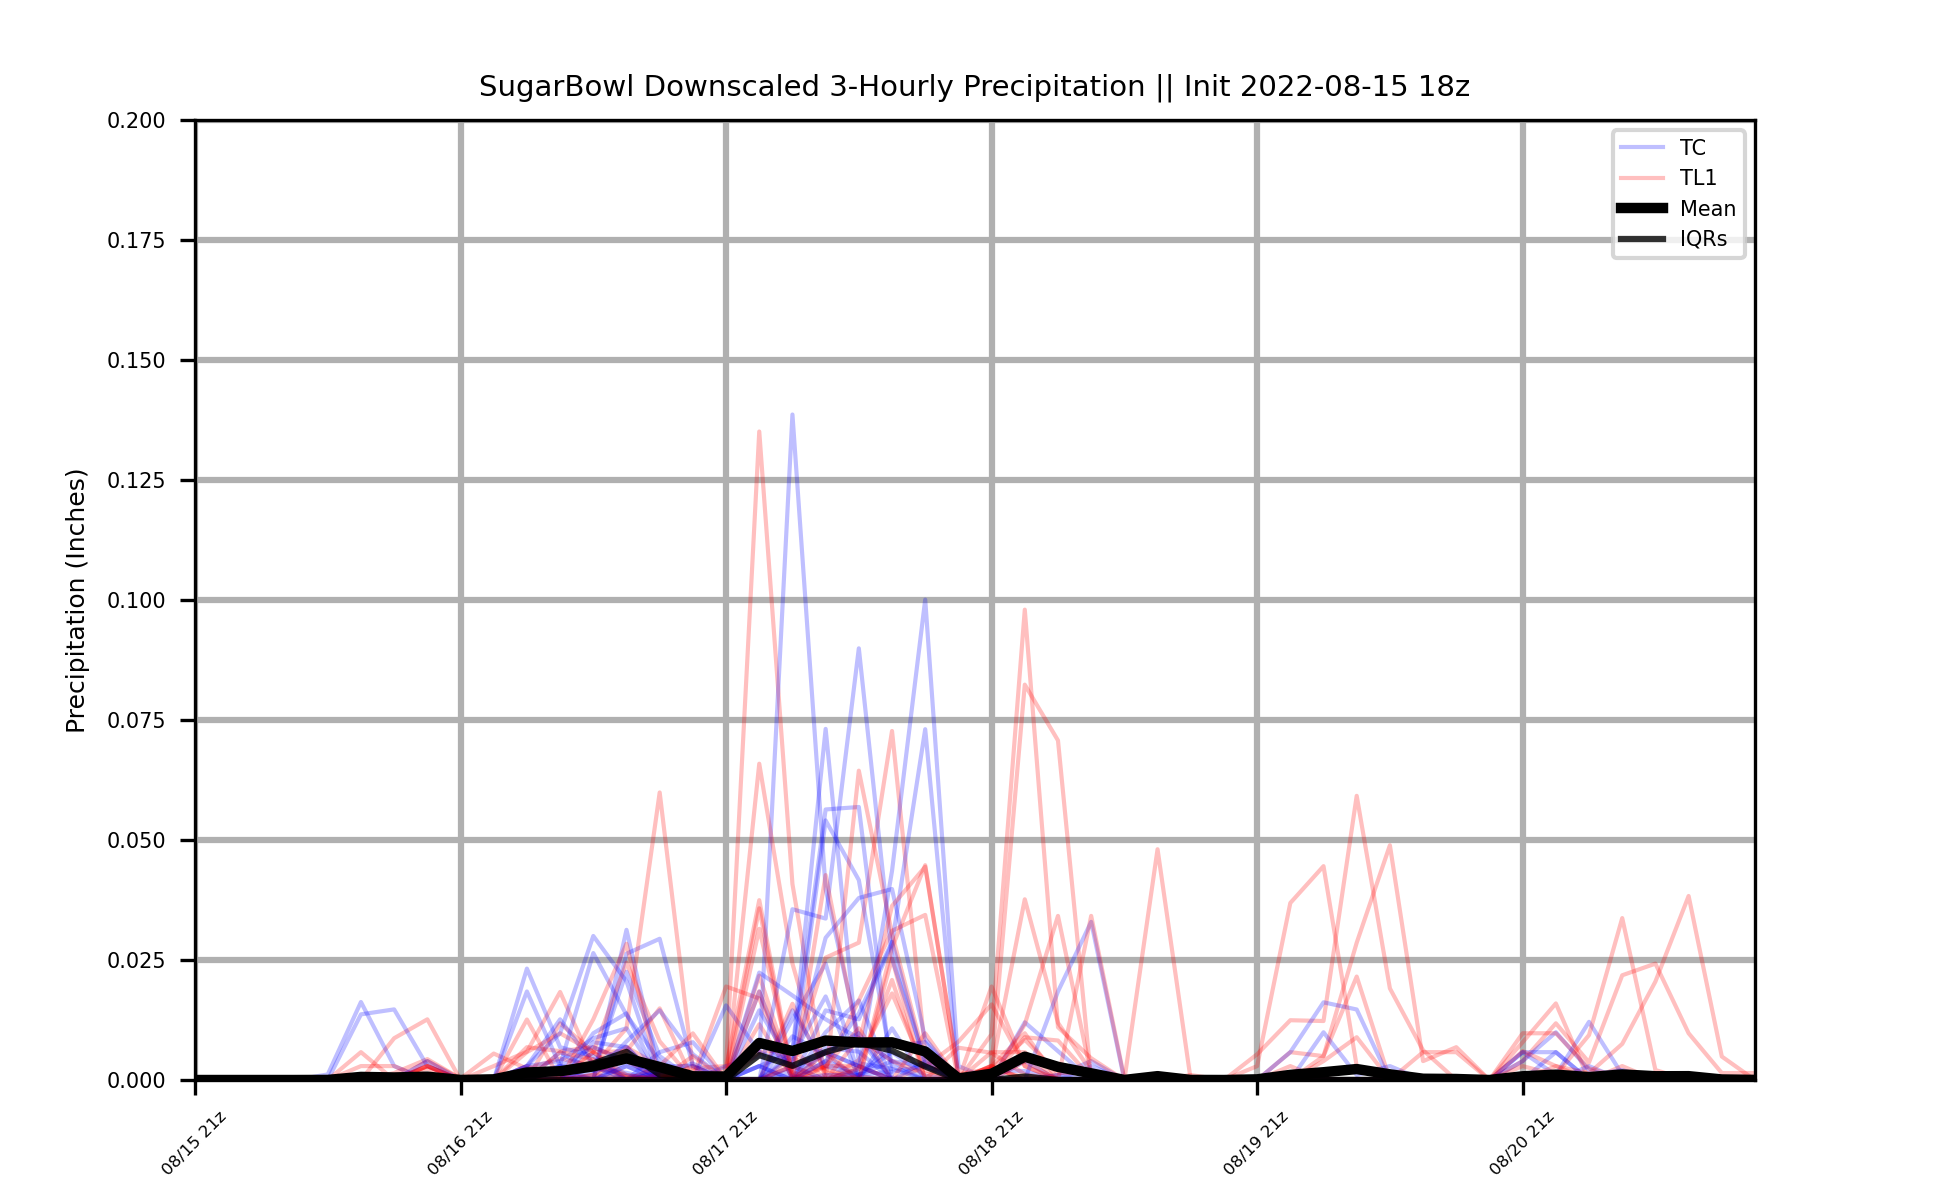 SugarBowl Downscaled 3-Hourly Precipitation || Init 2022-08-15 18z
Precipitation (Inches)
0.200
0.175
0.150
0.125
0.100
0.075
0.050
0.025
0.000
TC
TL1
Mean
IQRs
08/15 21z
08/16 21z
08/17 21z
08/18 21z
08/19 21z
08/20 21z